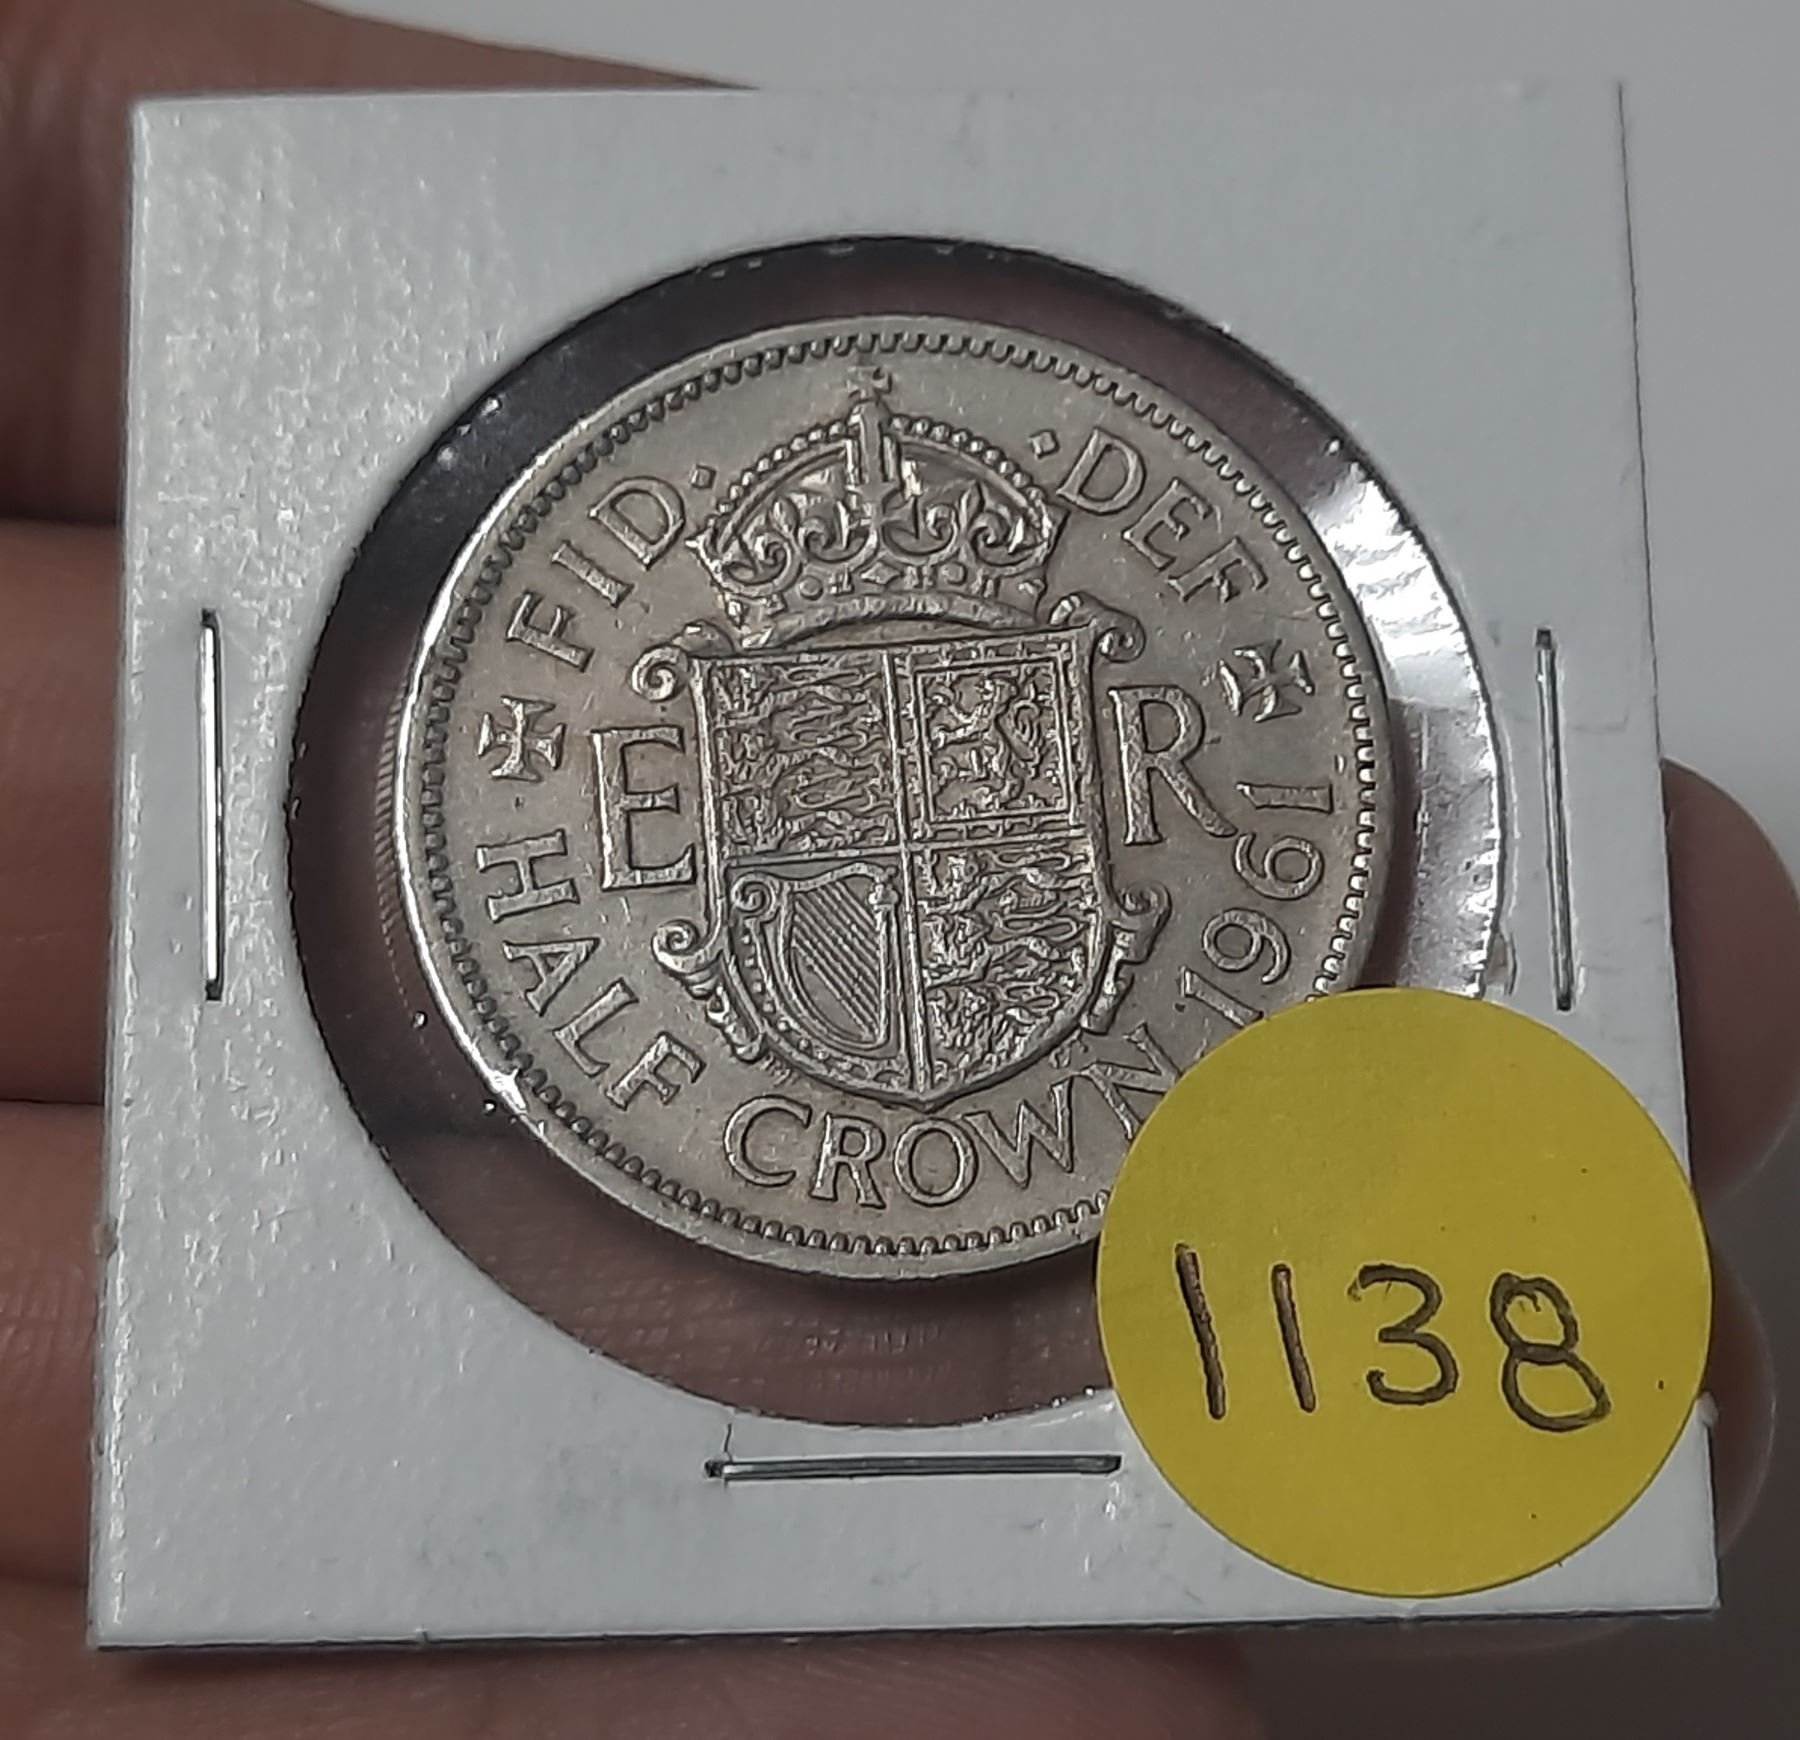 FID · DEF
E R
HALF CROWN 1961
1138